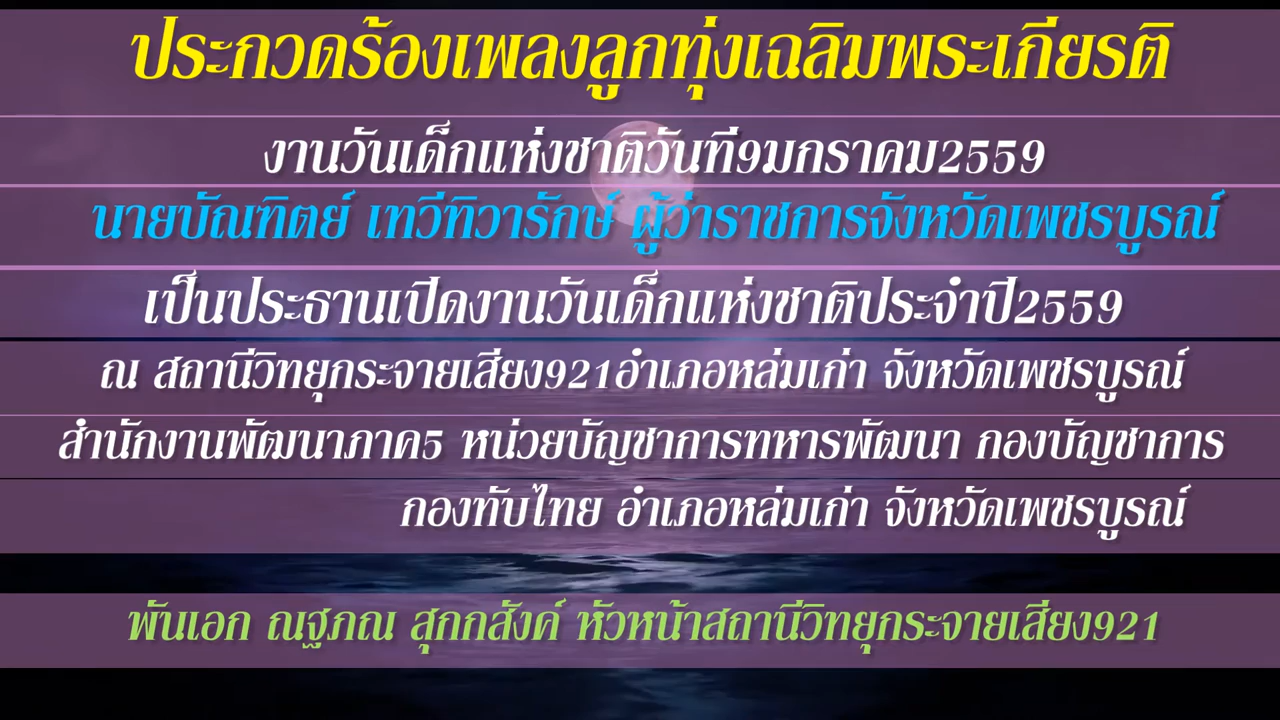 ประกวดร้องเพลงลูกทุ่งเฉลิมพระเกียรติ
งานวันเด็กแห่งชาติวันที่9มกราคม2559
นายบัณฑิตย์ เทวีทิวารักษ์ ผู้ว่าราชการจังหวัดเพชรบูรณ์
เป็นประธานเปิดงานวันเด็กแห่งชาติประจำปี2559
ณ สถานีวิทยุกระจายเสียง921อำเภอหล่มเก่า จังหวัดเพชรบูรณ์
สำนักงานพัฒนาภาค5 หน่วยบัญชาการทหารพัฒนา กองบัญชาการ
กองทัพไทย อำเภอหล่มเก่า จังหวัดเพชรบูรณ์
พันเอก ณฐภณ สุกกสังค์ หัวหน้าสถานีวิทยุกระจายเสียง921